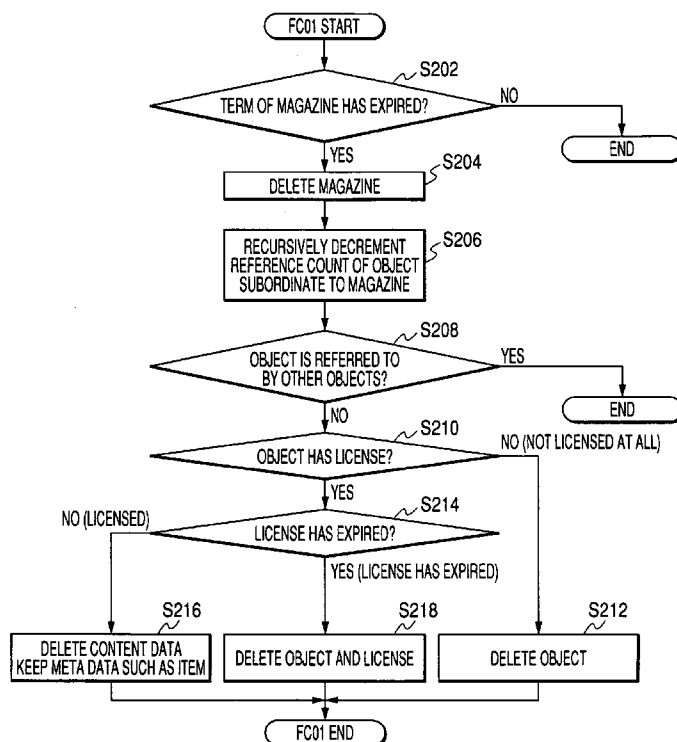 FC01 START
S202
TERM OF MAGAZINE HAS EXPIRED?
NO
END
YES
S204
DELETE MAGAZINE
S206
RECURSIVELY DECREMENT
REFERENCE COUNT OF OBJECT
SUBORDINATE TO MAGAZINE
S208
OBJECT IS REFERRED TO
BY OTHER OBJECTS?
YES
END
NO
S210
OBJECT HAS LICENSE?
NO (NOT LICENSED AT ALL)
YES
S214
NO (LICENSED)
LICENSE HAS EXPIRED?
YES (LICENSE HAS EXPIRED)
S216
DELETE CONTENT DATA
KEEP META DATA SUCH AS ITEM
S218
DELETE OBJECT AND LICENSE
S212
DELETE OBJECT
FC01 END